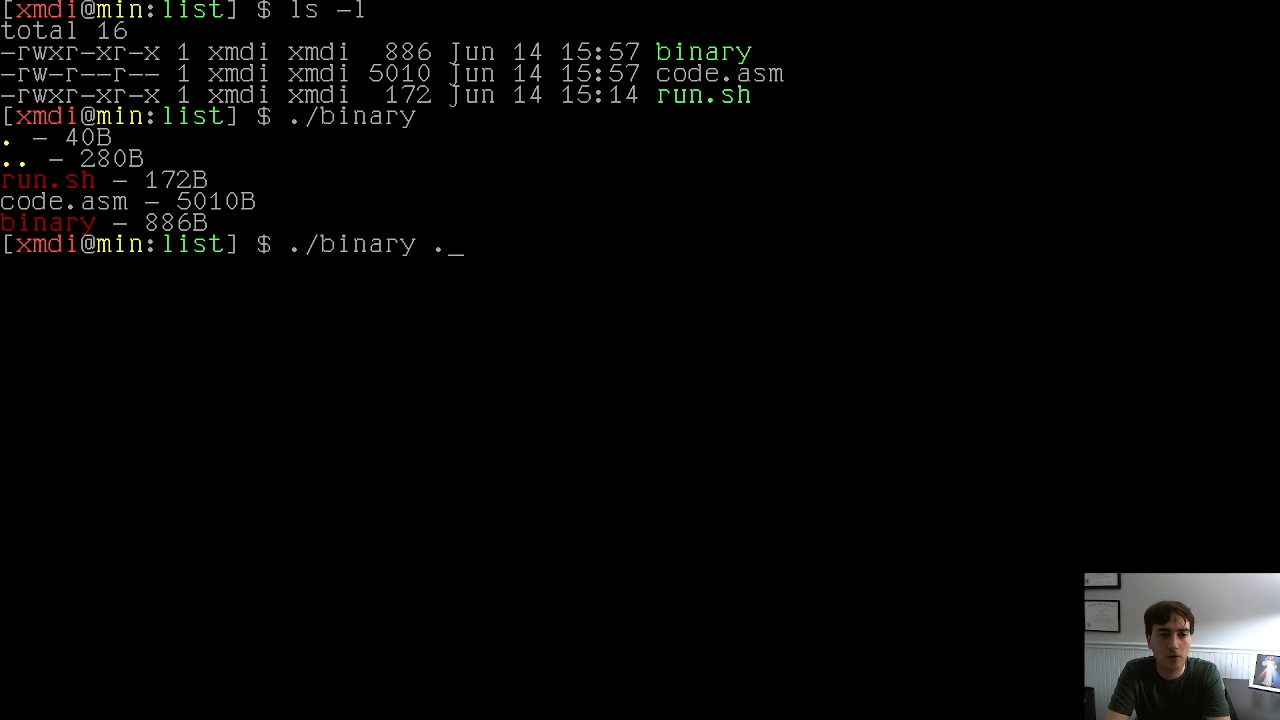 [xmdi@min:list] $ ls -l
total 16
-rwxr-xr-x 1 xmdi xmdi  886 Jun 14 15:57 binary
-rw-r--r-- 1 xmdi xmdi 5010 Jun 14 15:57 code.asm
-rwxr-xr-x 1 xmdi xmdi  172 Jun 14 15:14 run.sh
[xmdi@min:list] $ ./binary
. - 40B
.. - 280B
run.sh - 172B
code.asm - 5010B
binary - 886B
[xmdi@min:list] $ ./binary ._